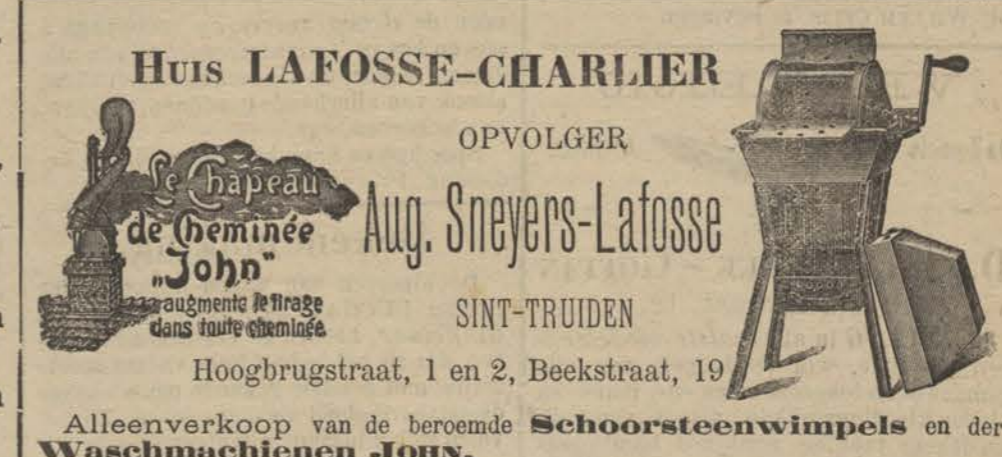 Huis LAFOSSE-CHARLIER
OPVOLGER
Aug. Sneyers-Lafosse
SINT-TRUIDEN
Le Chapeau
de Cheminée
„John"
augmente le tirage
dans toute cheminée.
Hoogbrugstraat, 1 en 2, Beekstraat, 19
Alleenverkoop van de beroemde Schoorsteenwimpels en der
Waschmachienen JOHN.